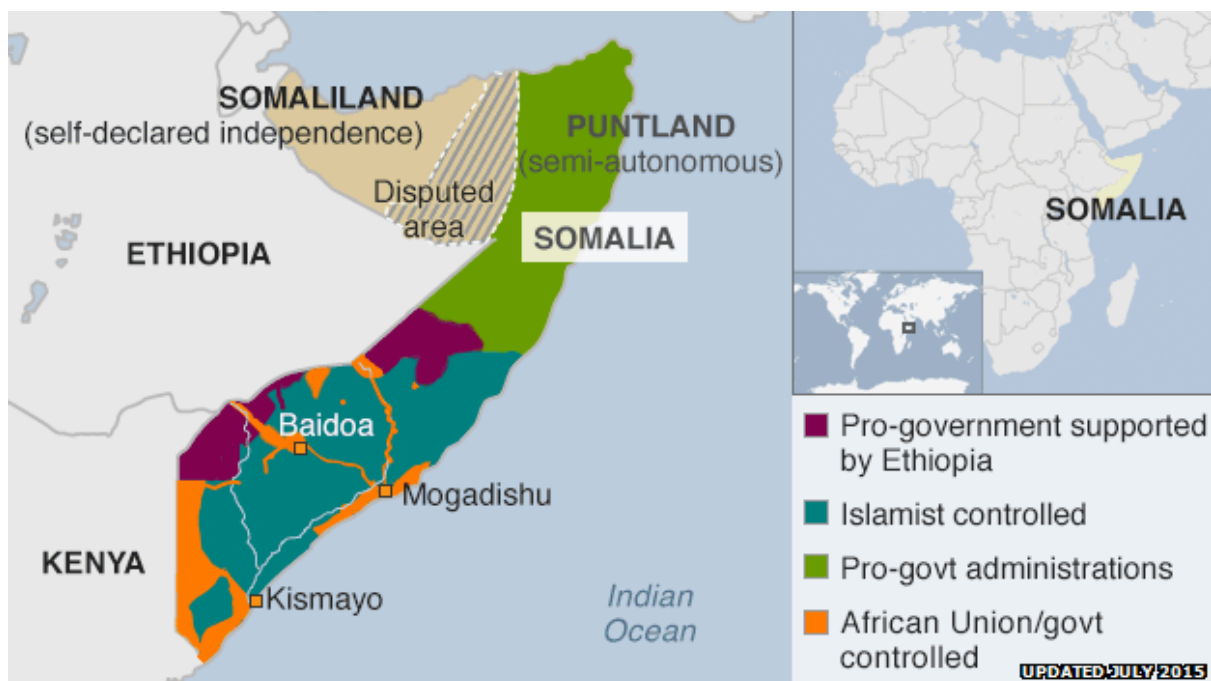 SOMALILAND
(self-declared independence)
PUNTLAND
(semi-autonomous)
Disputed
area
SOMALIA
ETHIOPIA
Baidoa
Mogadishu
KENYA
Kismayo
Indian
Ocean
SOMALIA
Pro-government supported
by Ethiopia
Islamist controlled
Pro-govt administrations
African Union/govt
controlled
UPDATED JULY 2015